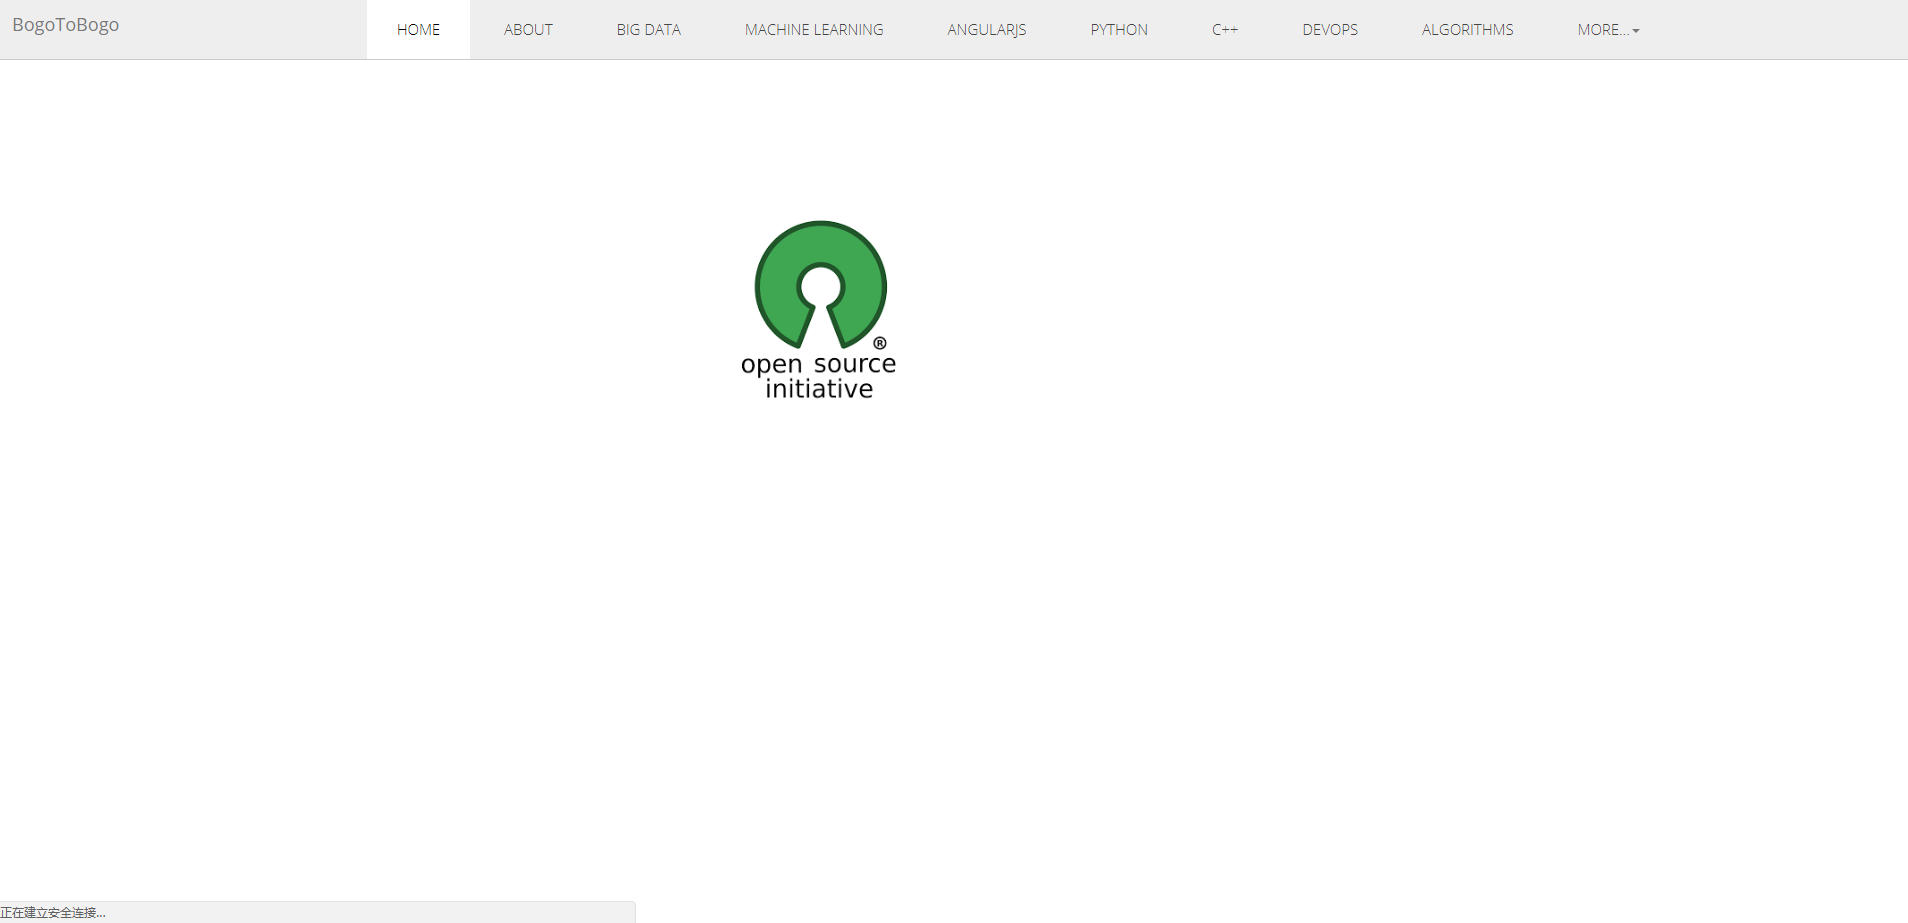 BogoToBogo
HOME ABOUT BIG DATA MACHINE LEARNING ANGULARJS PYTHON C++ DEVOPS ALGORITHMS MORE...
®
open source
initiative
正在建立安全连接...